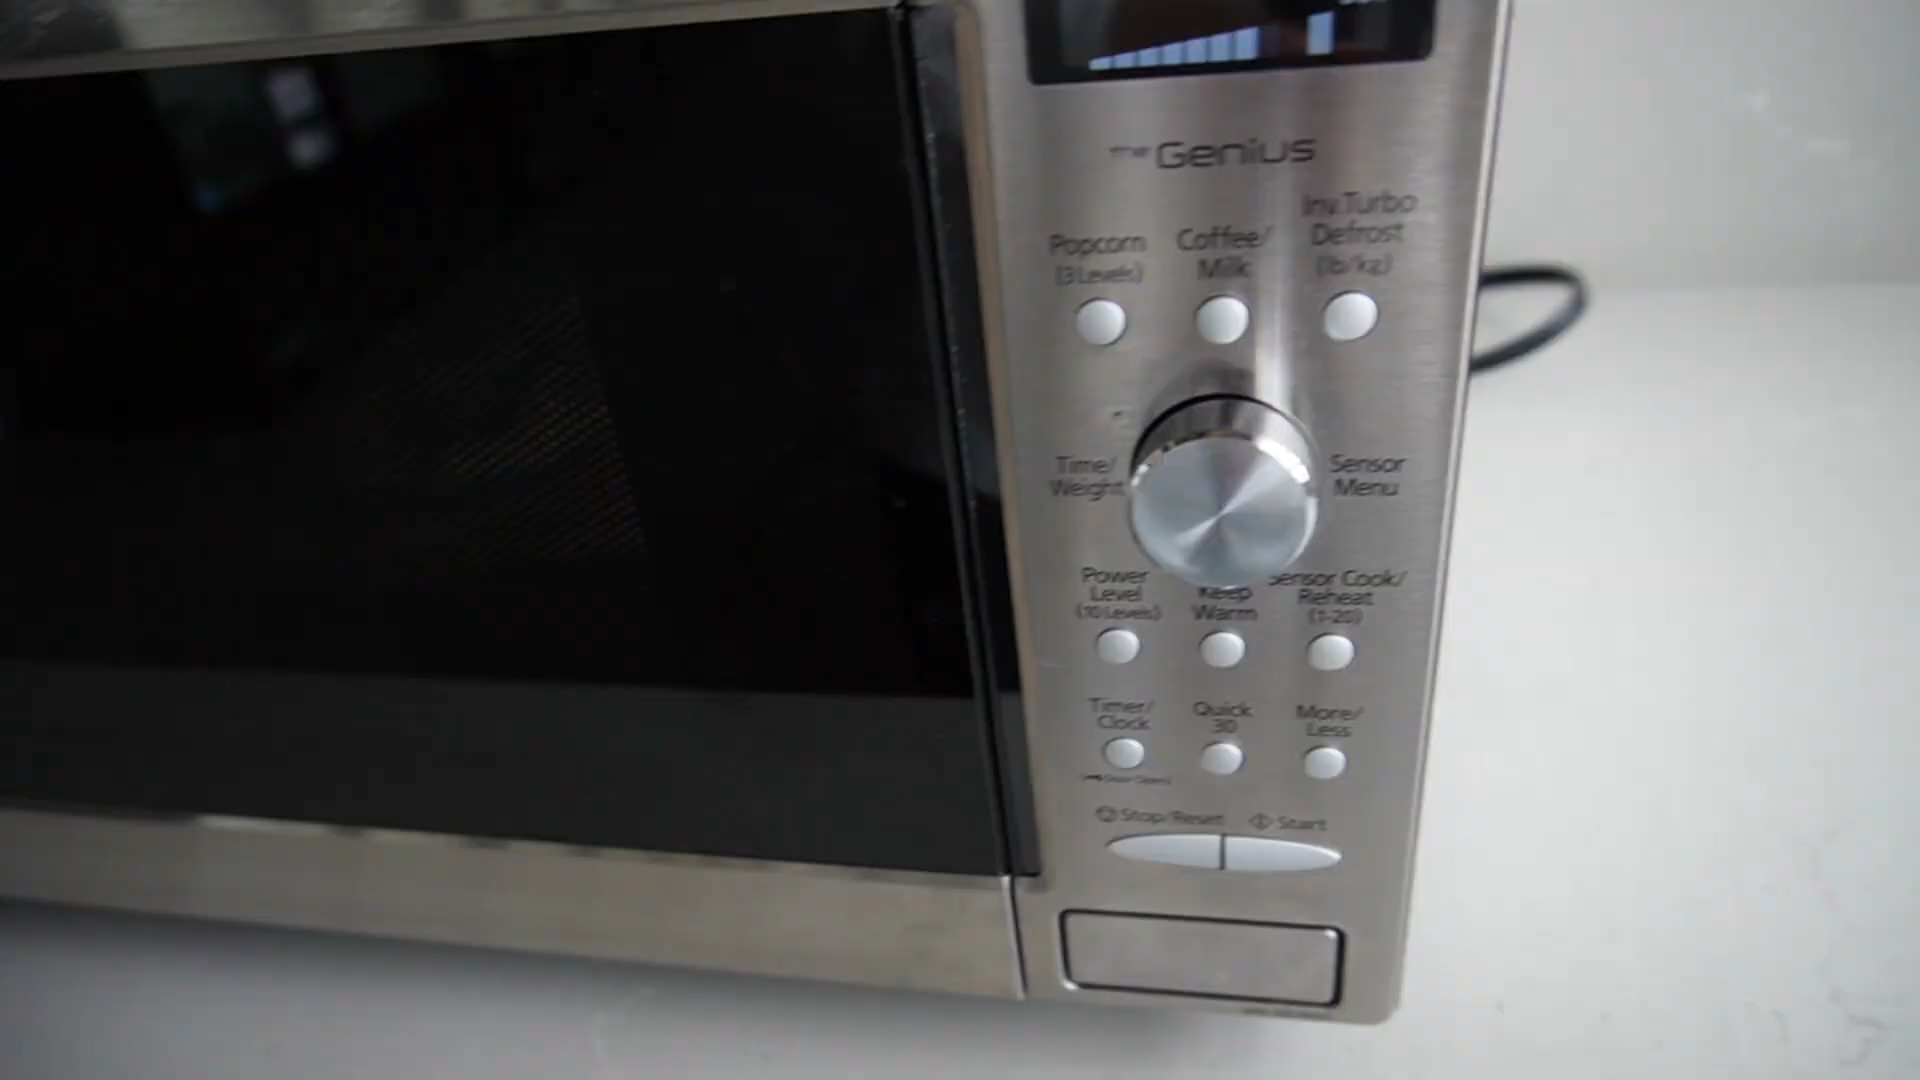 the Genius
Popcorn
(3 Levels)
Coffee/
Milk
Inv.Turbo
Defrost
(lb/kg)
Time/
Weight
Sensor
Menu
Power
Level
(10 Levels)
Keep
Warm
Sensor Cook/
Reheat
(1-20)
Timer/
Clock
Quick
30
More/
Less
Stop/Reset
Start